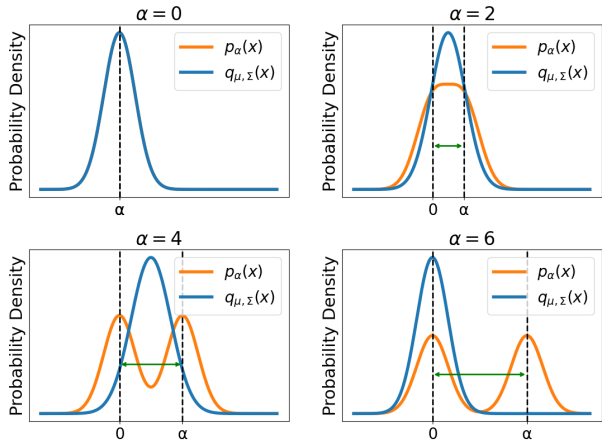 α = 0
Probability Density
p_α(x)
q_μ,Σ(x)
α
α = 2
Probability Density
p_α(x)
q_μ,Σ(x)
0 α
α = 4
Probability Density
p_α(x)
q_μ,Σ(x)
0 α
α = 6
Probability Density
p_α(x)
q_μ,Σ(x)
0 α